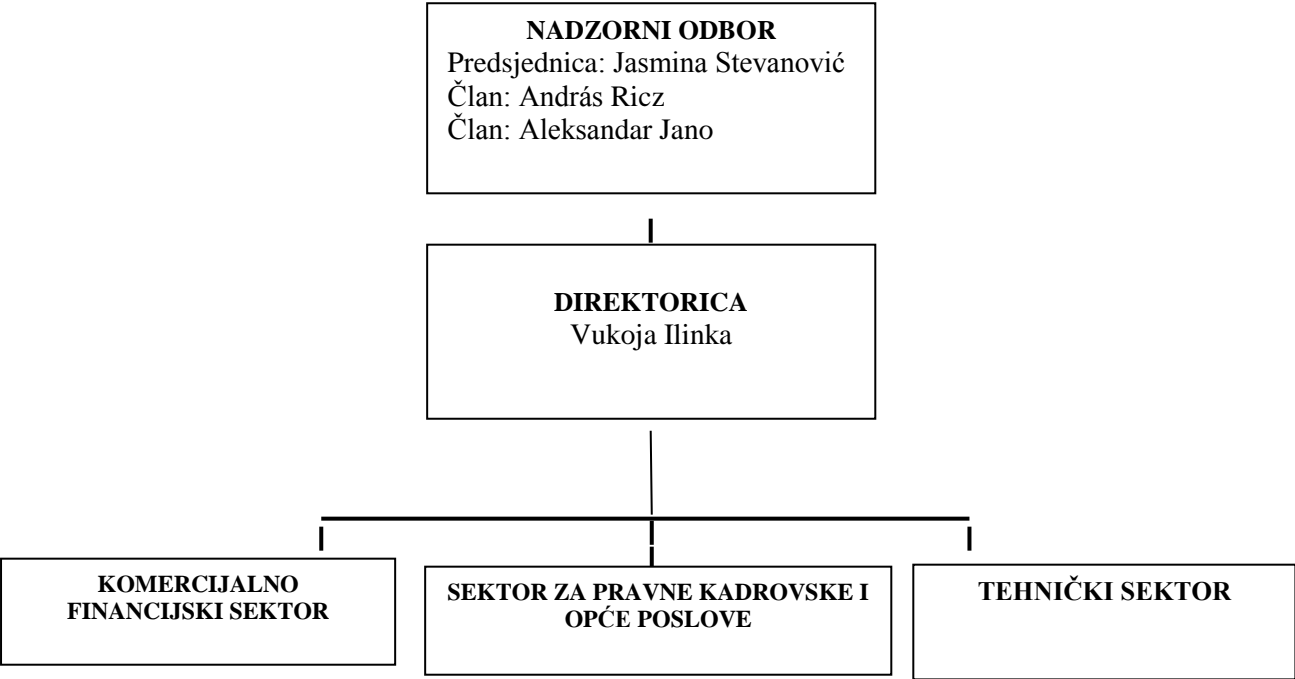 NADZORNI ODBOR
Predsjednica: Jasmina Stevanović
Član: András Ricz
Član: Aleksandar Jano
DIREKTORICA
Vukoja Ilinka
KOMERCIJALNO
FINANCIJSKI SEKTOR
SEKTOR ZA PRAVNE KADROVSKE I
OPĆE POSLOVE
TEHNIČKI SEKTOR